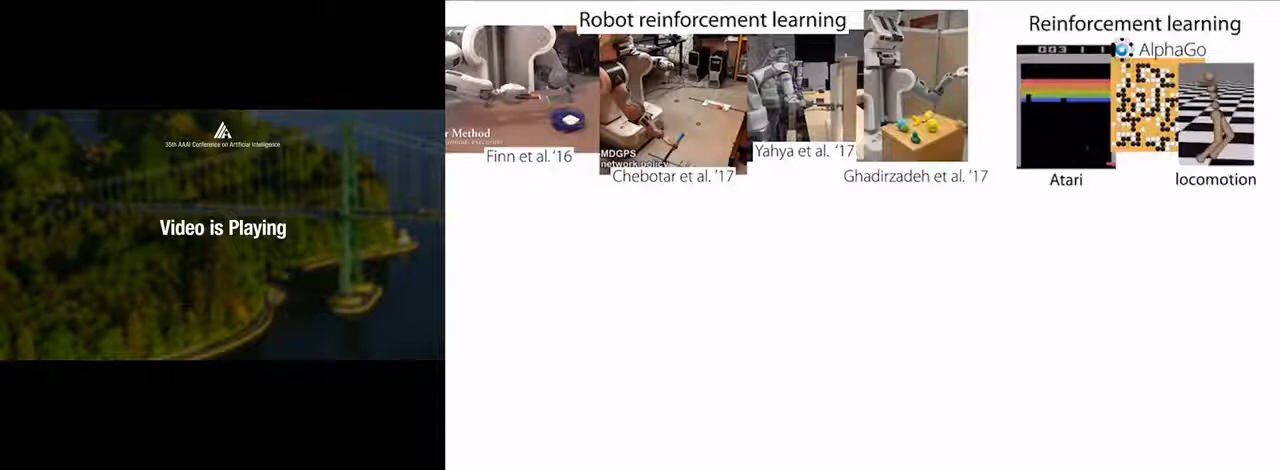 35th AAAI Conference on Artificial Intelligence
Video is Playing
Robot reinforcement learning
r Method
Finn et al. '16
MDGPS
network policy
Chebotar et al. '17
Yahya et al. '17
Ghadirzadeh et al. '17
Reinforcement learning
AlphaGo
Atari
locomotion